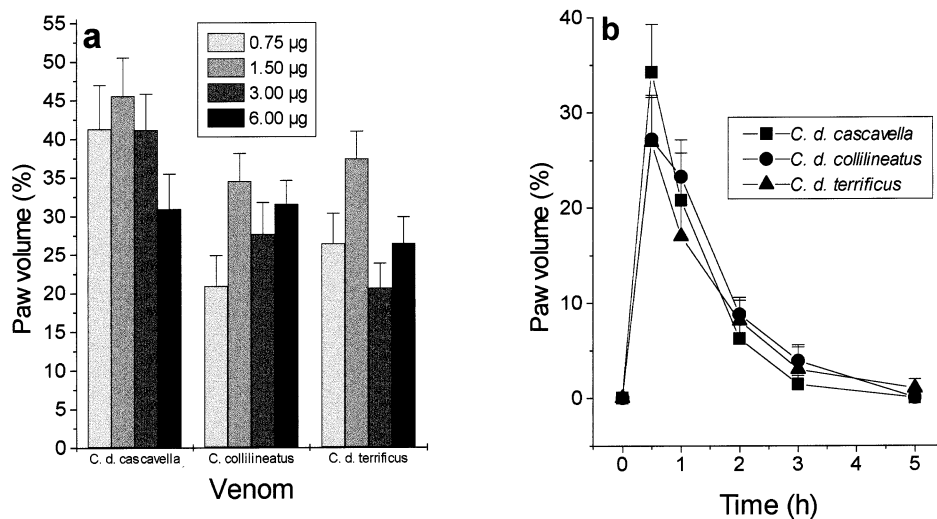 a
Paw volume (%)
55
50
45
40
35
30
25
20
15
10
5
0
0.75 µg
1.50 µg
3.00 µg
6.00 µg
C. d. cascavella
C. collilineatus
C. d. terrificus
Venom
b
Paw volume (%)
40
30
20
10
0
C. d. cascavella
C. d. collilineatus
C. d. terrificus
0 1 2 3 4 5
Time (h)